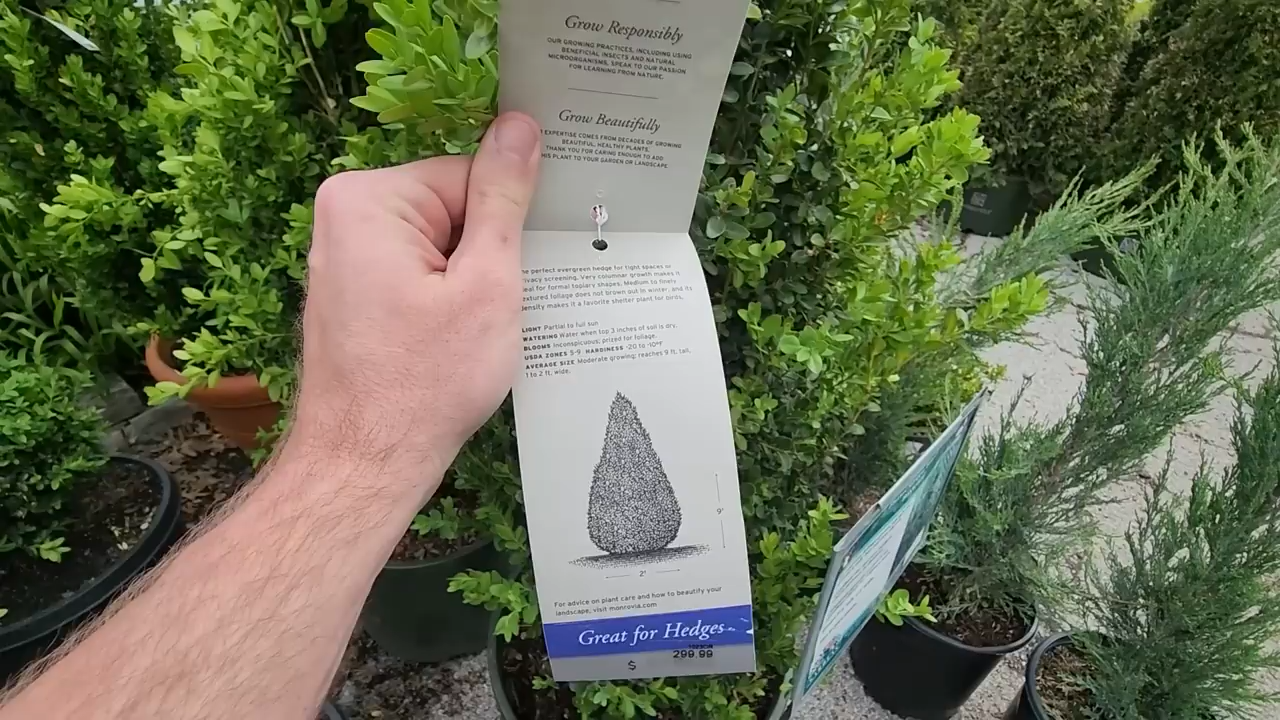 Grow Responsibly
OUR GROWING PRACTICES, INCLUDING USING
BENEFICIAL INSECTS AND NATURAL
MICROORGANISMS, SPEAK TO OUR PASSION
FOR LEARNING FROM NATURE.
Grow Beautifully
EXPERTISE COMES FROM DECADES OF GROWING
BEAUTIFUL, HEALTHY PLANTS.
THANK YOU FOR CARING ENOUGH TO ADD
HIS PLANT TO YOUR GARDEN OR LANDSCAPE.
he perfect evergreen hedge for tight spaces or
rivacy screening. Very columnar growth makes it
eal for formal topiary shapes. Medium to finely
extured foliage does not brown out in winter, and its
ensity makes it a favorite shelter plant for birds.
LIGHT Partial to full sun
WATERING Water when top 3 inches of soil is dry.
BLOOMS Inconspicuous; prized for foliage.
USDA ZONES 5-9 HARDINESS -20 to -10°F
AVERAGE SIZE Moderate growing; reaches 9 ft. tall,
1 to 2 ft. wide.
9'
2'
For advice on plant care and how to beautify your
landscape, visit monrovia.com
Great for Hedges
$ 299.99